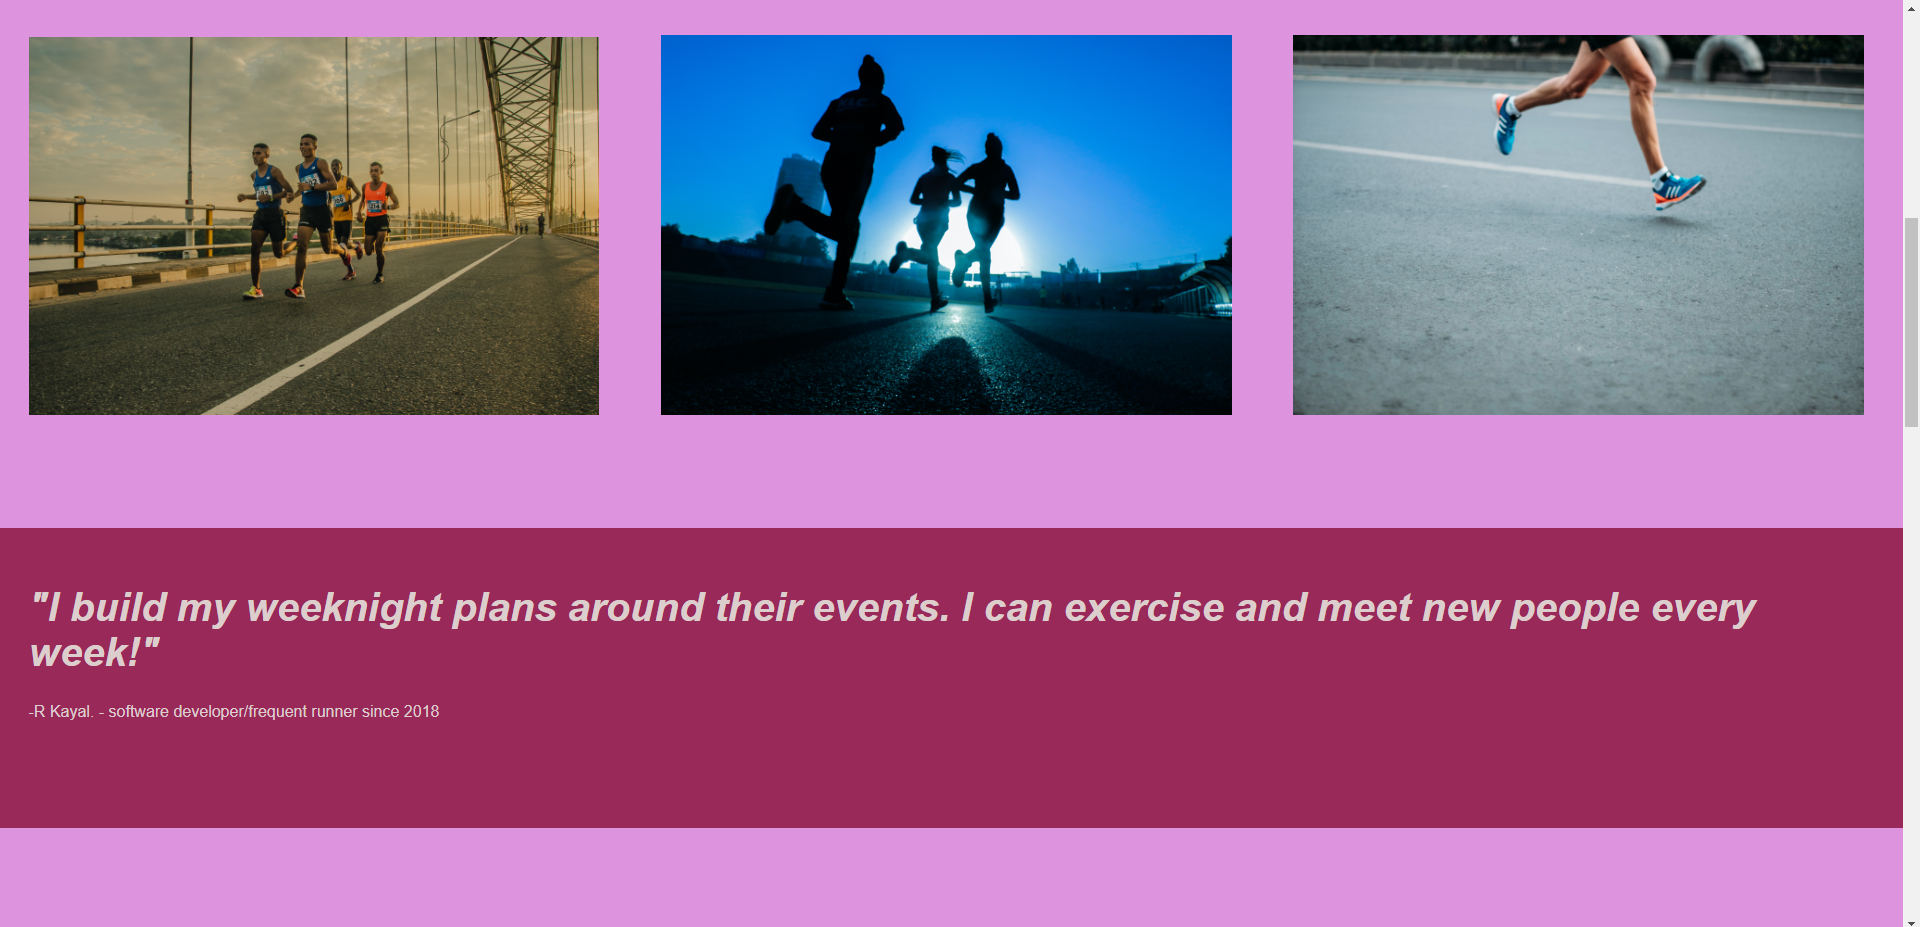 "I build my weeknight plans around their events. I can exercise and meet new people every
week!"
-R Kayal. - software developer/frequent runner since 2018